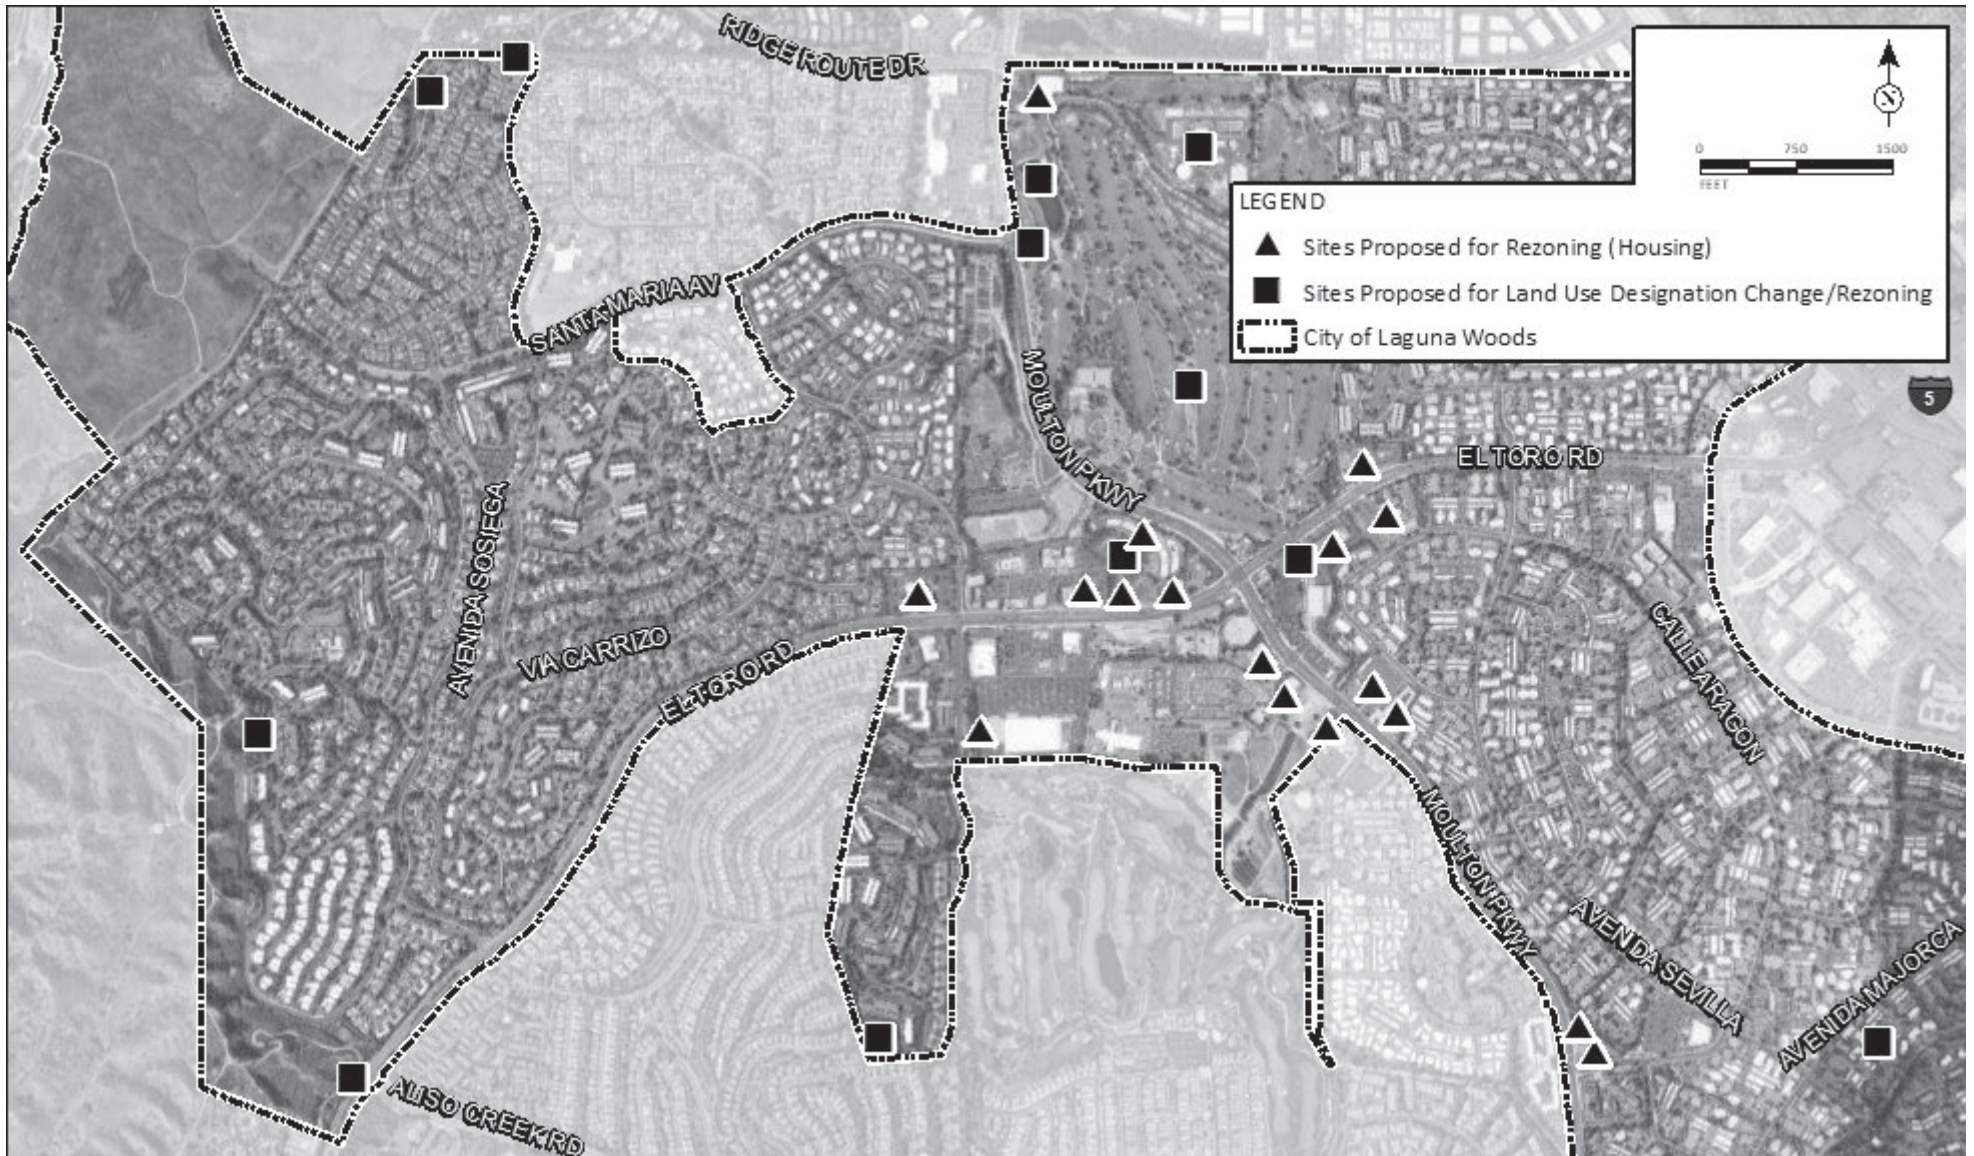 RIDGE ROUTE DR
0 750 1500
FEET
LEGEND
Sites Proposed for Rezoning (Housing)
Sites Proposed for Land Use Designation Change/Rezoning
City of Laguna Woods
SANTA MARIA AV
MOULTON PKWY
5
EL TORO RD
AVENIDA SOSIEGA
VIA CARRIZO
EL TORO RD
CALLE ARAGON
MOULTON PKWY
AVENIDA SEVILLA
AVENIDA MAJORCA
ALISO CREEK RD